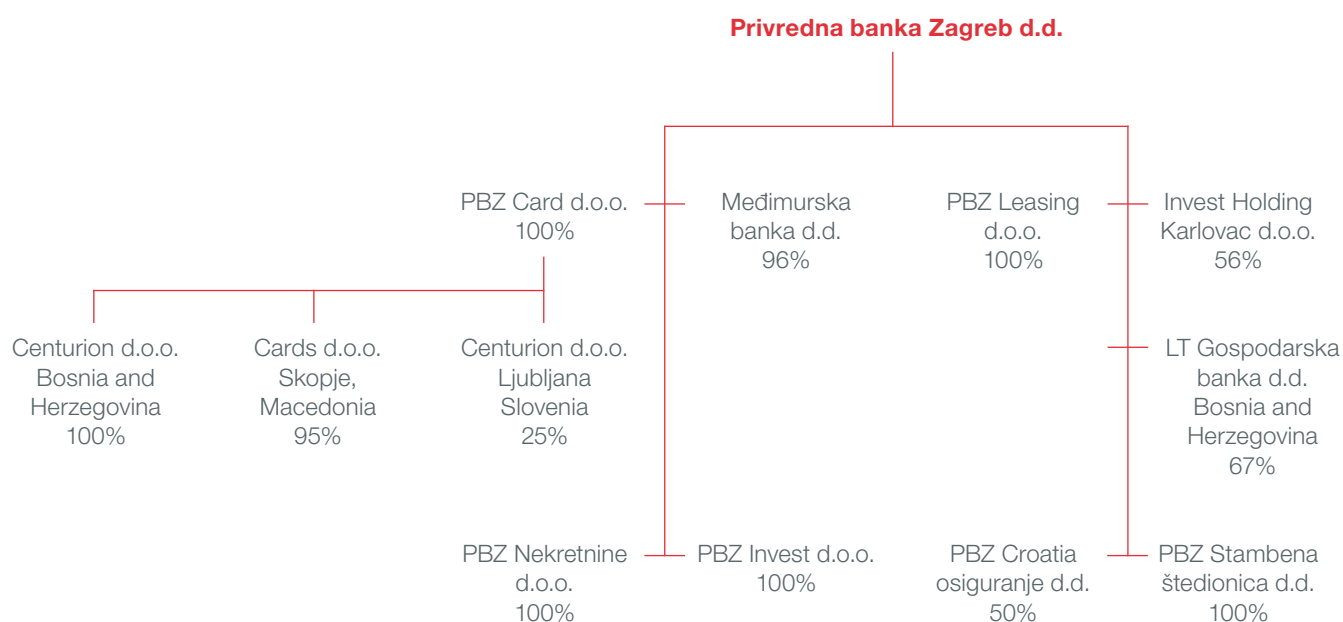 Privredna banka Zagreb d.d.
PBZ Card d.o.o.
100%
Međimurska
banka d.d.
96%
PBZ Leasing
d.o.o.
100%
Invest Holding
Karlovac d.o.o.
56%
Centurion d.o.o.
Bosnia and
Herzegovina
100%
Cards d.o.o.
Skopje,
Macedonia
95%
Centurion d.o.o.
Ljubljana
Slovenia
25%
LT Gospodarska
banka d.d.
Bosnia and
Herzegovina
67%
PBZ Nekretnine
d.o.o.
100%
PBZ Invest d.o.o.
100%
PBZ Croatia
osiguranje d.d.
50%
PBZ Stambena
štedionica d.d.
100%